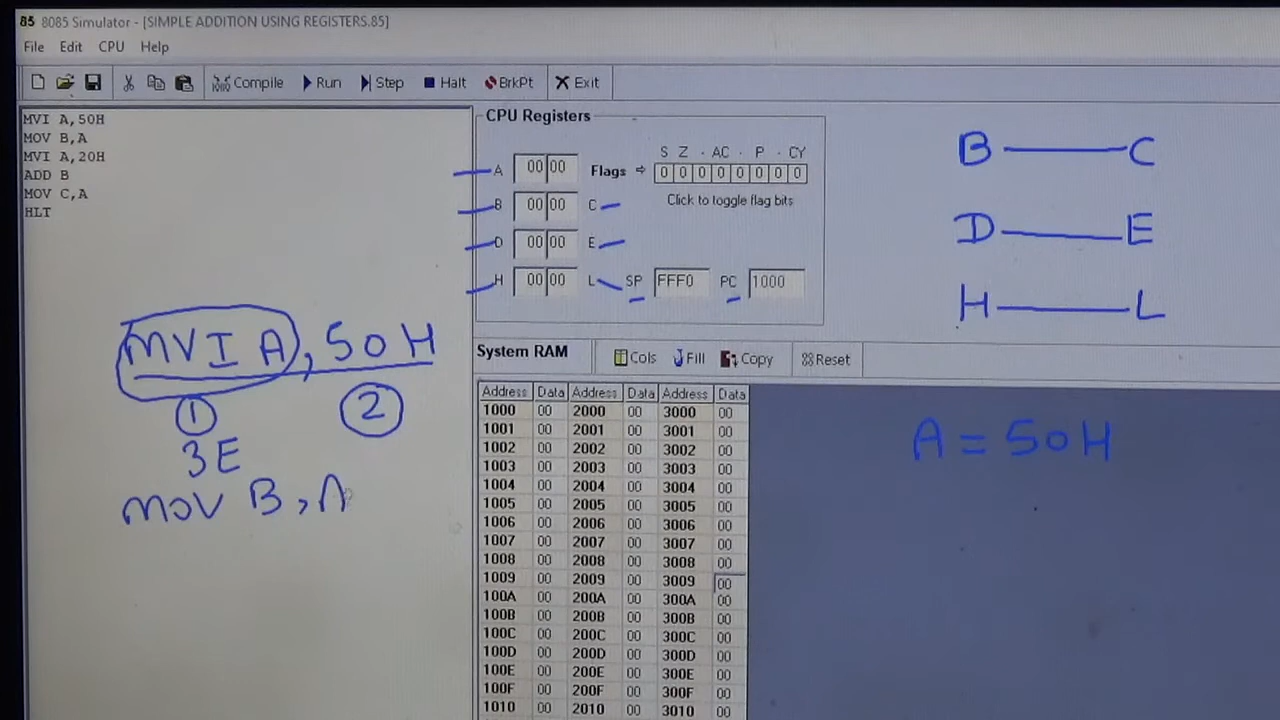 85 8085 Simulator - [SIMPLE ADDITION USING REGISTERS.85]
File Edit CPU Help
Compile Run Step Halt BrkPt Exit
MVI A,50H
MOV B,A
MVI A,20H
ADD B
MOV C,A
HLT
MVI A, 50H
1 2
3E
MOV B, A
CPU Registers
S Z · AC · P · CY
A 00 00 Flags ⇨ 0 0 0 0 0 0 0 0
B 00 00 C Click to toggle flag bits
D 00 00 E
H 00 00 L SP FFF0 PC 1000
B — C
D — E
H — L
System RAM Cols Fill Copy Reset
Address Data Address Data Address Data
1000 00 2000 00 3000 00
1001 00 2001 00 3001 00
1002 00 2002 00 3002 00
1003 00 2003 00 3003 00
1004 00 2004 00 3004 00
1005 00 2005 00 3005 00
1006 00 2006 00 3006 00
1007 00 2007 00 3007 00
1008 00 2008 00 3008 00
1009 00 2009 00 3009 00
100A 00 200A 00 300A 00
100B 00 200B 00 300B 00
100C 00 200C 00 300C 00
100D 00 200D 00 300D 00
100E 00 200E 00 300E 00
100F 00 200F 00 300F 00
1010 00 2010 00 3010 00
A = 50H